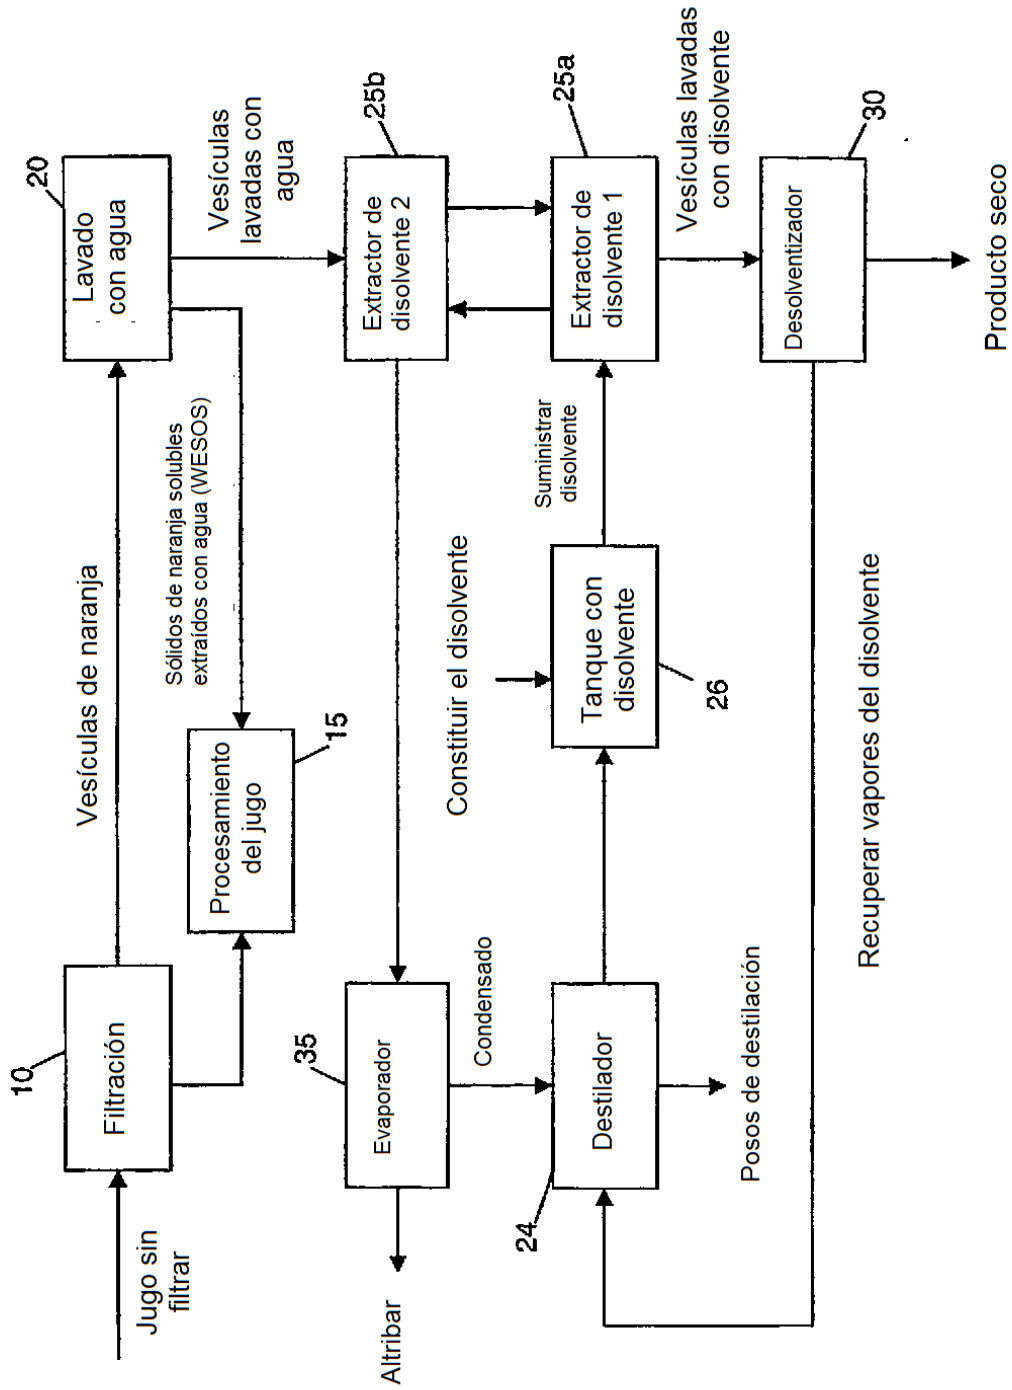 Jugo sin
filtrar
10
Filtración
Vesículas de naranja
20
Lavado
con agua
Procesamiento
del jugo
15
Sólidos de naranja solubles
extraídos con agua (WESOS)
Vesículas
lavadas con
agua
Altribar
35
Evaporador
25b
Extractor de
disolvente 2
Condensado
Constituir el disolvente
24
Destilador
Tanque con
disolvente
26
Suministrar
disolvente
25a
Extractor de
disolvente 1
Vesículas lavadas
con disolvente
Posos de destilación
30
Desolventizador
Recuperar vapores del disolvente
Producto seco